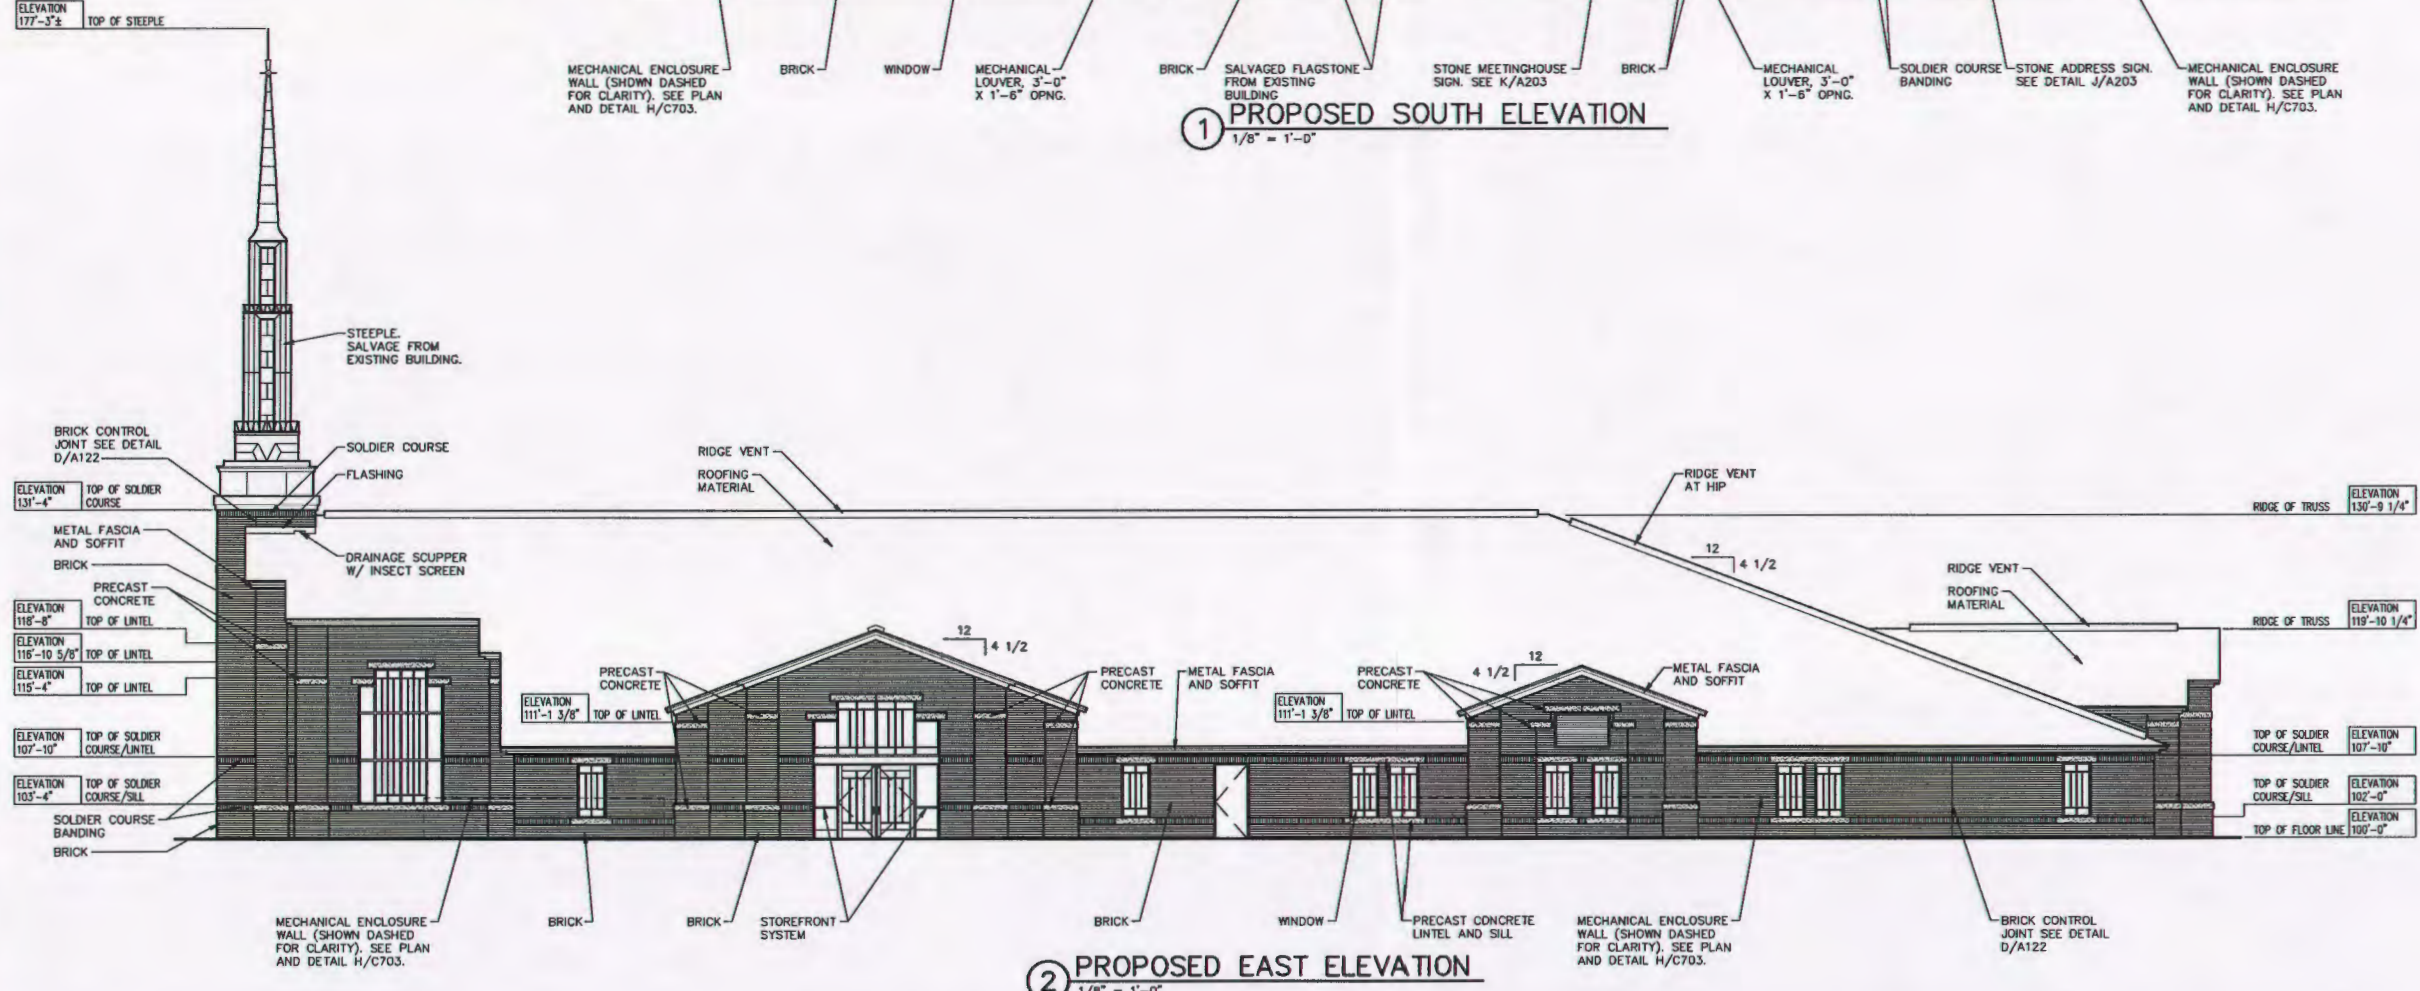 ELEVATION
177'-3"± TOP OF STEEPLE
MECHANICAL ENCLOSURE
WALL (SHOWN DASHED
FOR CLARITY). SEE PLAN
AND DETAIL H/C703.
BRICK
WINDOW
MECHANICAL
LOUVER, 3'-0"
X 1'-6" OPNG.
BRICK
SALVAGED FLAGSTONE
FROM EXISTING
BUILDING
STONE MEETINGHOUSE
SIGN. SEE K/A203
BRICK
MECHANICAL
LOUVER, 3'-0"
X 1'-6" OPNG.
SOLDIER COURSE
BANDING
STONE ADDRESS SIGN.
SEE DETAIL J/A203
MECHANICAL ENCLOSURE
WALL (SHOWN DASHED
FOR CLARITY). SEE PLAN
AND DETAIL H/C703.
1 PROPOSED SOUTH ELEVATION
1/8" = 1'-0"
STEEPLE.
SALVAGE FROM
EXISTING BUILDING.
BRICK CONTROL
JOINT SEE DETAIL
D/A122
SOLDIER COURSE
FLASHING
ELEVATION
131'-4"
TOP OF SOLDIER
COURSE
METAL FASCIA
AND SOFFIT
DRAINAGE SCUPPER
W/ INSECT SCREEN
BRICK
PRECAST
CONCRETE
ELEVATION
118'-8" TOP OF LINTEL
ELEVATION
116'-10 5/8" TOP OF LINTEL
ELEVATION
115'-4" TOP OF LINTEL
ELEVATION
107'-10"
TOP OF SOLDIER
COURSE/LINTEL
ELEVATION
103'-4"
TOP OF SOLDIER
COURSE/SILL
SOLDIER COURSE
BANDING
BRICK
RIDGE VENT
ROOFING
MATERIAL
12
4 1/2
PRECAST
CONCRETE
ELEVATION
111'-1 3/8" TOP OF LINTEL
PRECAST
CONCRETE
METAL FASCIA
AND SOFFIT
ELEVATION
111'-1 3/8" TOP OF LINTEL
PRECAST
CONCRETE
12
4 1/2
METAL FASCIA
AND SOFFIT
RIDGE VENT
AT HIP
12
4 1/2
RIDGE VENT
ROOFING
MATERIAL
RIDGE OF TRUSS
ELEVATION
130'-9 1/4"
RIDGE OF TRUSS
ELEVATION
119'-10 1/4"
TOP OF SOLDIER
COURSE/LINTEL
ELEVATION
107'-10"
TOP OF SOLDIER
COURSE/SILL
ELEVATION
102'-0"
TOP OF FLOOR LINE
ELEVATION
100'-0"
MECHANICAL ENCLOSURE
WALL (SHOWN DASHED
FOR CLARITY). SEE PLAN
AND DETAIL H/C703.
BRICK
BRICK
STOREFRONT
SYSTEM
BRICK
WINDOW
PRECAST CONCRETE
LINTEL AND SILL
MECHANICAL ENCLOSURE
WALL (SHOWN DASHED
FOR CLARITY). SEE PLAN
AND DETAIL H/C703.
BRICK CONTROL
JOINT SEE DETAIL
D/A122
2 PROPOSED EAST ELEVATION
1/8" = 1'-0"